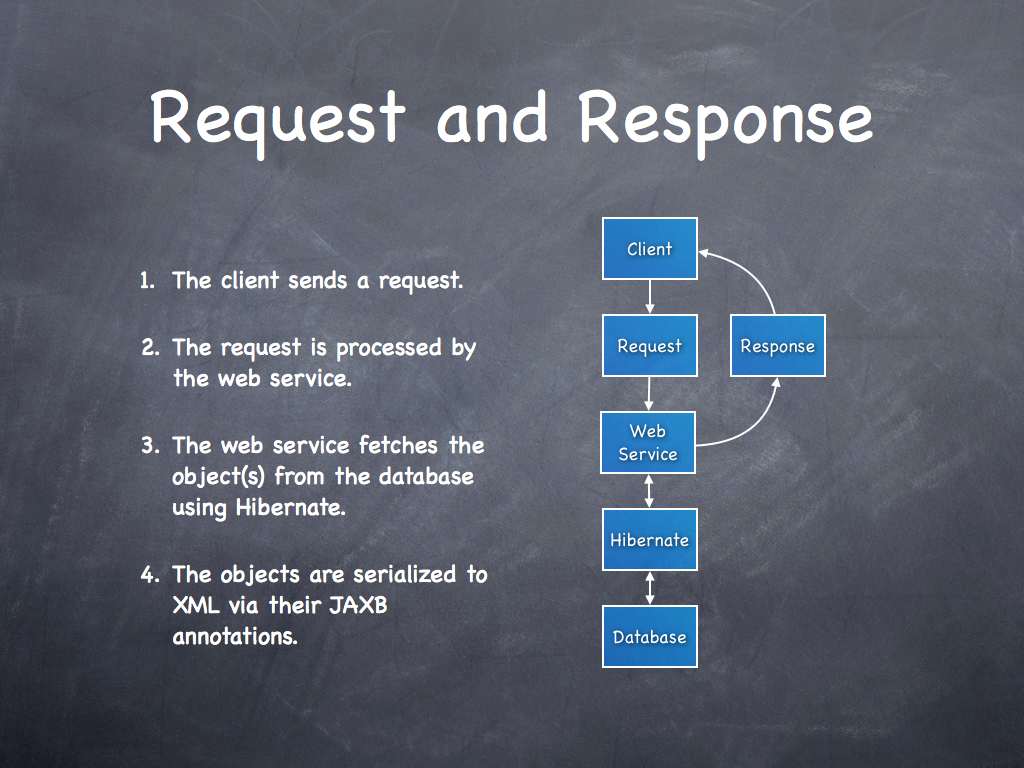 Request and Response
1. The client sends a request.
2. The request is processed by
the web service.
3. The web service fetches the
object(s) from the database
using Hibernate.
4. The objects are serialized to
XML via their JAXB
annotations.
Client
Request
Response
Web
Service
Hibernate
Database